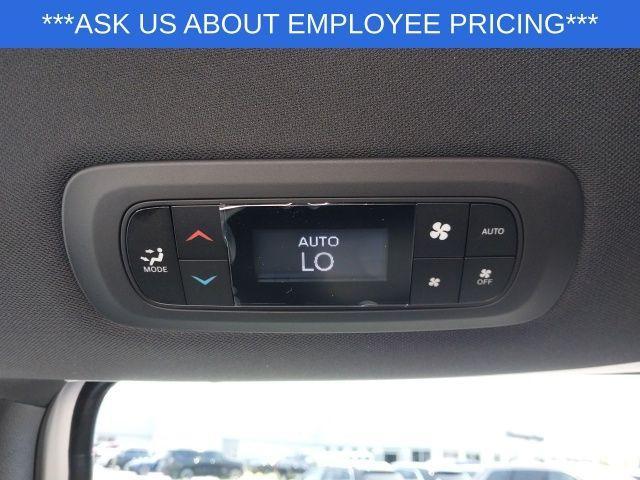 ***ASK US ABOUT EMPLOYEE PRICING***
AUTO
LO
MODE
AUTO
OFF